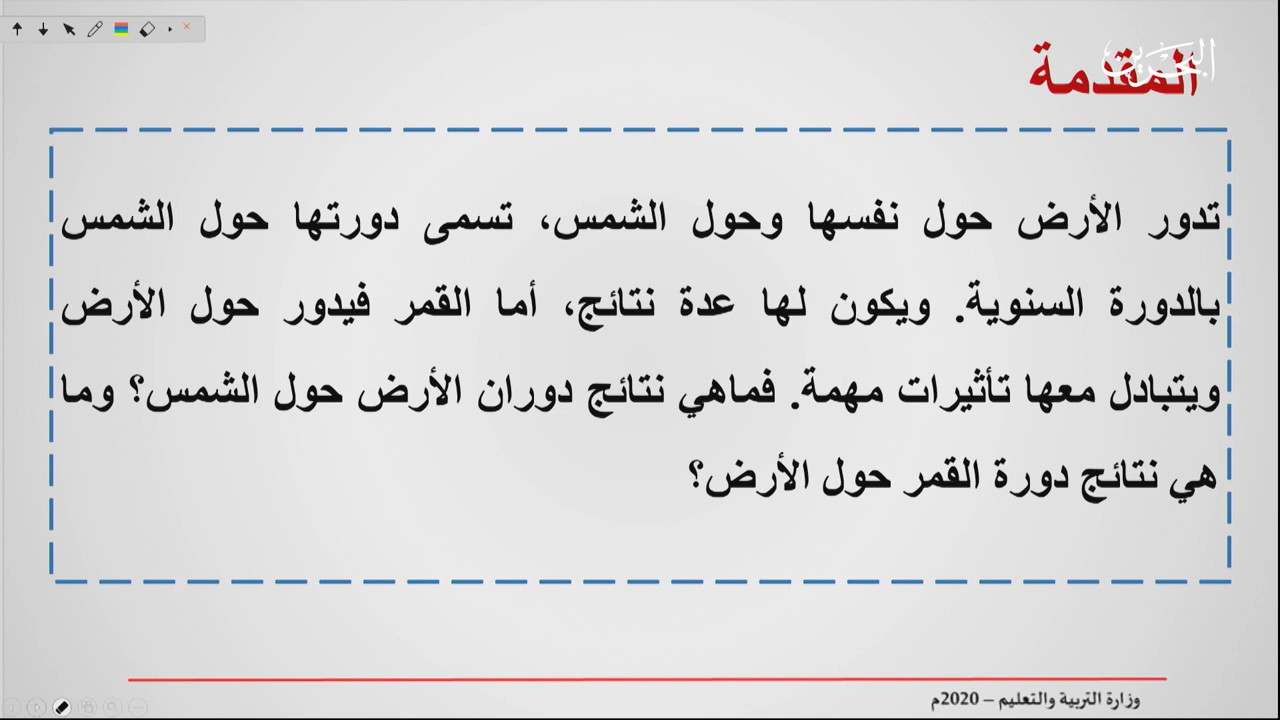 البحرين
المقدمة
تدور الأرض حول نفسها وحول الشمس، تسمى دورتها حول الشمس
بالدورة السنوية. ويكون لها عدة نتائج، أما القمر فيدور حول الأرض
ويتبادل معها تأثيرات مهمة. فماهي نتائج دوران الأرض حول الشمس؟ وما
هي نتائج دورة القمر حول الأرض؟
وزارة التربية والتعليم – 2020م